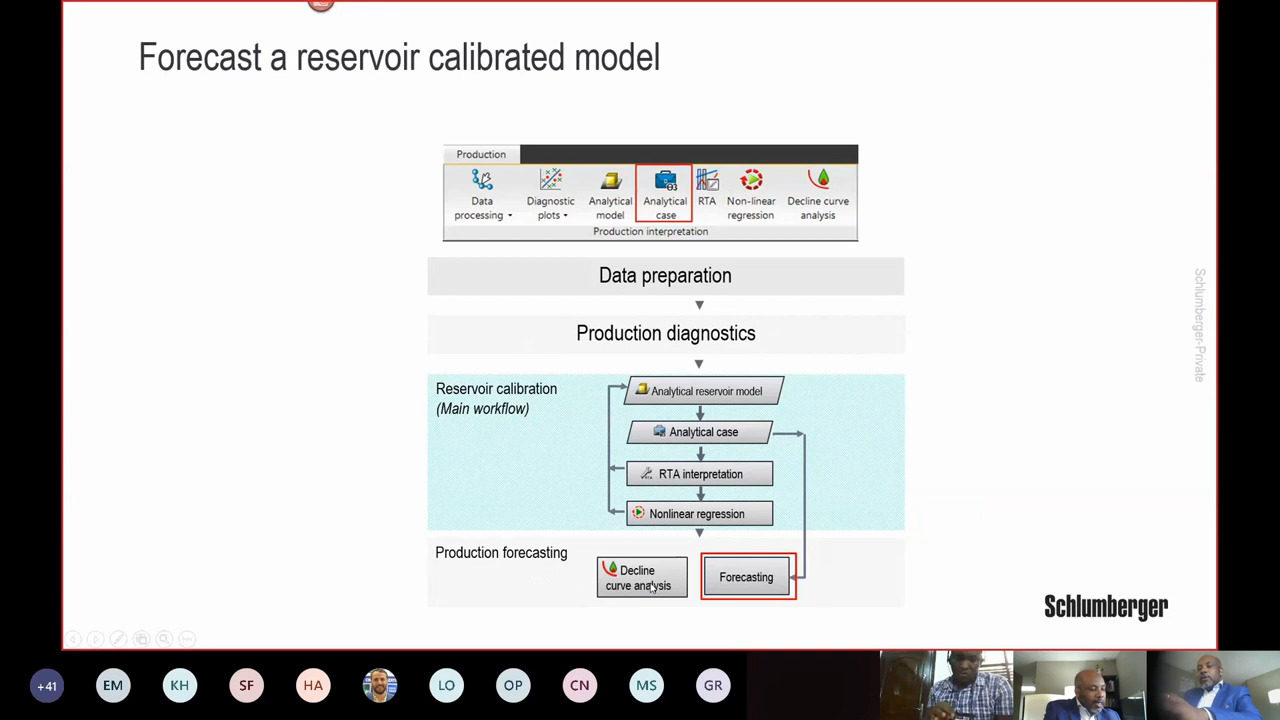 Forecast a reservoir calibrated model
Production
Data
processing
Diagnostic
plots
Analytical
model
Analytical
case
RTA
Non-linear
regression
Decline curve
analysis
Production interpretation
Data preparation
Production diagnostics
Reservoir calibration
(Main workflow)
Analytical reservoir model
Analytical case
RTA interpretation
Nonlinear regression
Production forecasting
Decline
curve analysis
Forecasting
Schlumberger-Private
Schlumberger
+41
EM
KH
SF
HA
LO
OP
CN
MS
GR